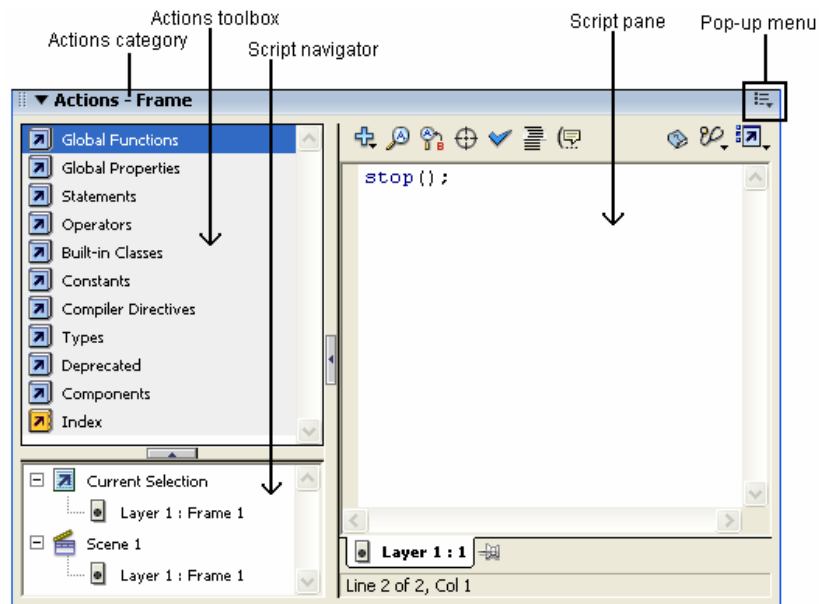 Actions toolbox
Script pane
Pop-up menu
Actions category
Script navigator
Actions - Frame
Global Functions
Global Properties
Statements
Operators
Built-in Classes
Constants
Compiler Directives
Types
Deprecated
Components
Index
stop();
Current Selection
Layer 1 : Frame 1
Scene 1
Layer 1 : Frame 1
Layer 1 : 1
Line 2 of 2, Col 1